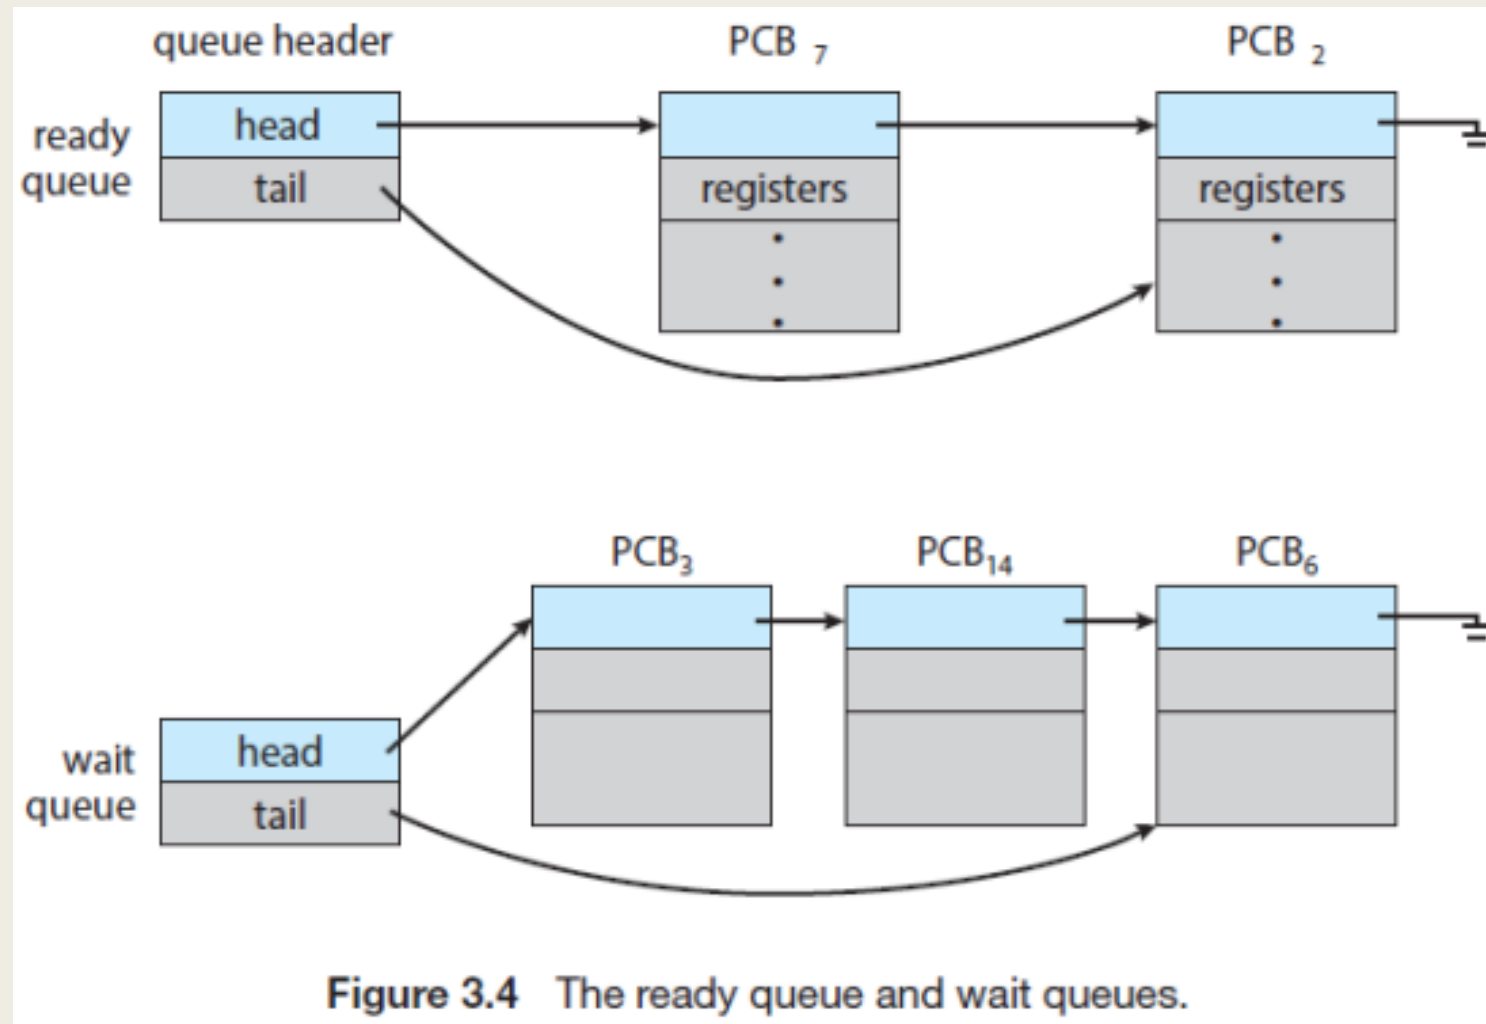 queue header
PCB 7
PCB 2
ready
queue
head
tail
registers
registers
PCB3
PCB14
PCB6
wait
queue
head
tail
Figure 3.4 The ready queue and wait queues.